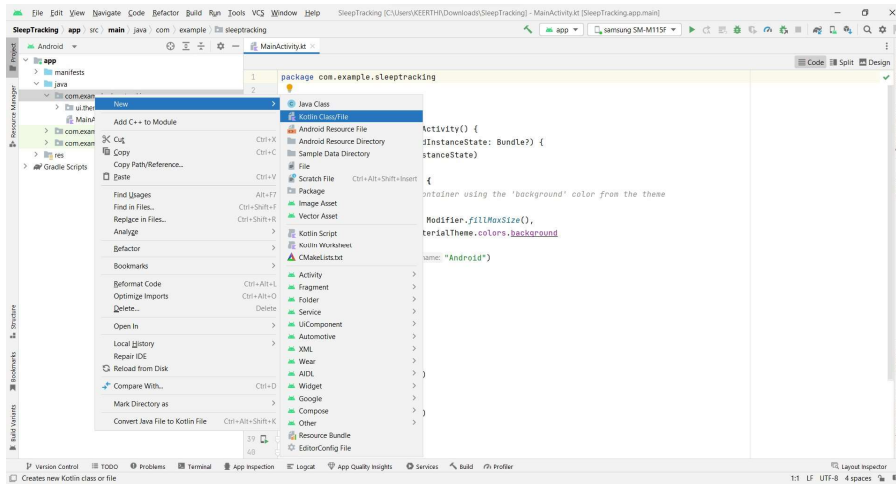 File Edit View Navigate Code Refactor Build Run Tools VCS Window Help SleepTracking [C:\Users\KEERTHI\Downloads\SleepTracking] - MainActivity.kt [SleepTracking.app.main]
SleepTracking app src main java com example sleeptracking
app
samsung SM-M115F
Project
Resource Manager
Structure
Bookmarks
Build Variants
Android
app
manifests
java
com.exam
ui.the
MainA
com.exam
com.exam
res
Gradle Scripts
MainActivity.kt
Code Split Design
1 package com.example.sleeptracking
2
Activity() {
dInstanceState: Bundle?) {
stanceState)
{
ontainer using the 'background' color from the theme
Modifier.fillMaxSize(),
terialTheme.colors.background
name: "Android")
)
)
39
40
New
Add C++ to Module
Cut Ctrl+X
Copy Ctrl+C
Copy Path/Reference...
Paste Ctrl+V
Find Usages Alt+F7
Find in Files... Ctrl+Shift+F
Replace in Files... Ctrl+Shift+R
Analyze
Refactor
Bookmarks
Reformat Code Ctrl+Alt+L
Optimize Imports Ctrl+Alt+O
Delete... Delete
Open In
Local History
Repair IDE
Reload from Disk
Compare With... Ctrl+D
Mark Directory as
Convert Java File to Kotlin File Ctrl+Alt+Shift+K
Java Class
Kotlin Class/File
Android Resource File
Android Resource Directory
Sample Data Directory
File
Scratch File Ctrl+Alt+Shift+Insert
Package
Image Asset
Vector Asset
Kotlin Script
Kotlin Worksheet
CMakeLists.txt
Activity
Fragment
Folder
Service
UiComponent
Automotive
XML
Wear
AIDL
Widget
Google
Compose
Other
Resource Bundle
EditorConfig File
Version Control TODO Problems Terminal App Inspection Logcat App Quality Insights Services Build Profiler Layout Inspector
Creates new Kotlin class or file 1:1 LF UTF-8 4 spaces